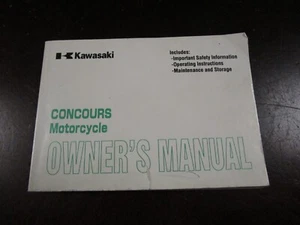 Kawasaki
Includes:
-Important Safety Information
-Operating Instructions
-Maintenance and Storage
CONCOURS
Motorcycle
OWNER'S MANUAL